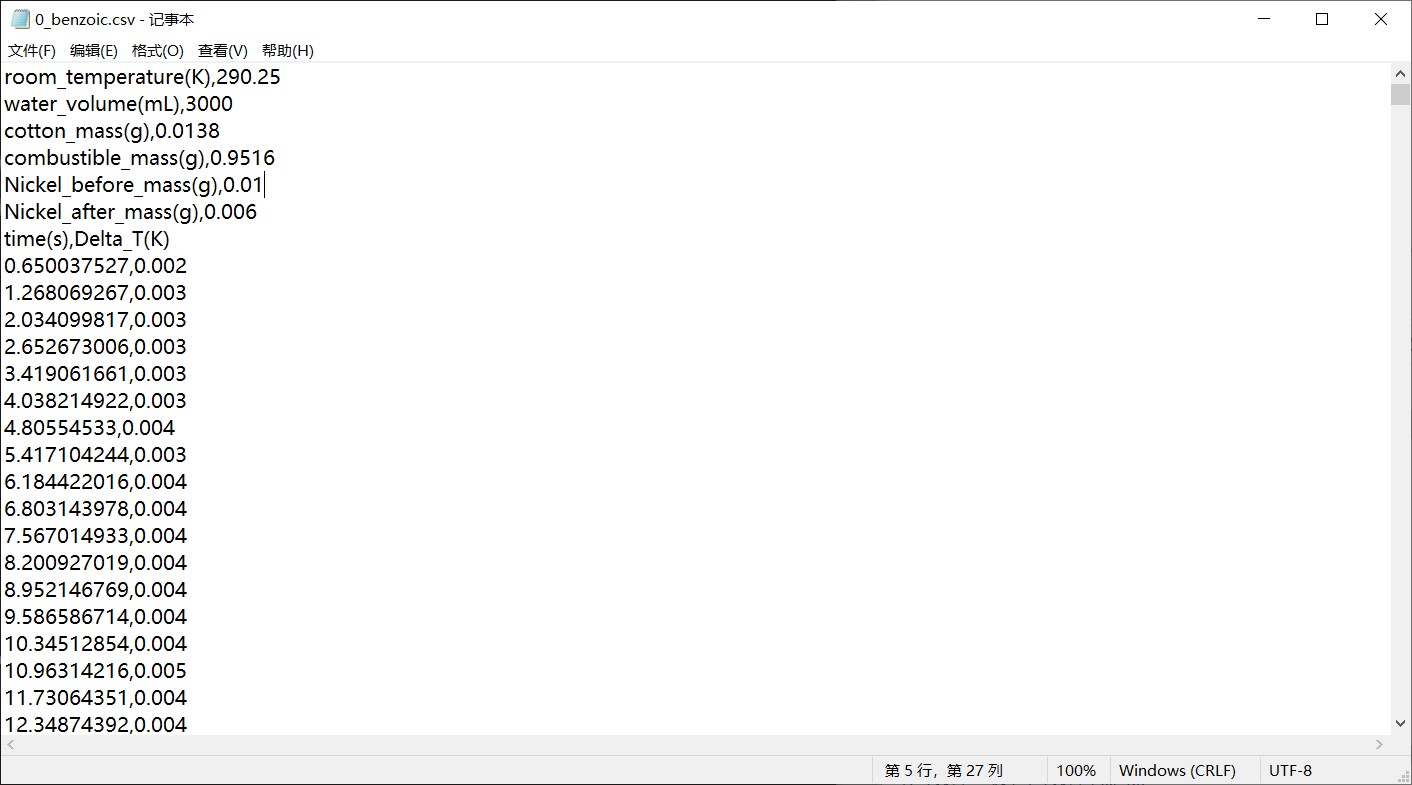 0_benzoic.csv - 记事本
文件(F) 编辑(E) 格式(O) 查看(V) 帮助(H)
room_temperature(K),290.25
water_volume(mL),3000
cotton_mass(g),0.0138
combustible_mass(g),0.9516
Nickel_before_mass(g),0.01
Nickel_after_mass(g),0.006
time(s),Delta_T(K)
0.650037527,0.002
1.268069267,0.003
2.034099817,0.003
2.652673006,0.003
3.419061661,0.003
4.038214922,0.003
4.80554533,0.004
5.417104244,0.003
6.184422016,0.004
6.803143978,0.004
7.567014933,0.004
8.200927019,0.004
8.952146769,0.004
9.586586714,0.004
10.34512854,0.004
10.96314216,0.005
11.73064351,0.004
12.34874392,0.004
第 5 行，第 27 列 100% Windows (CRLF) UTF-8